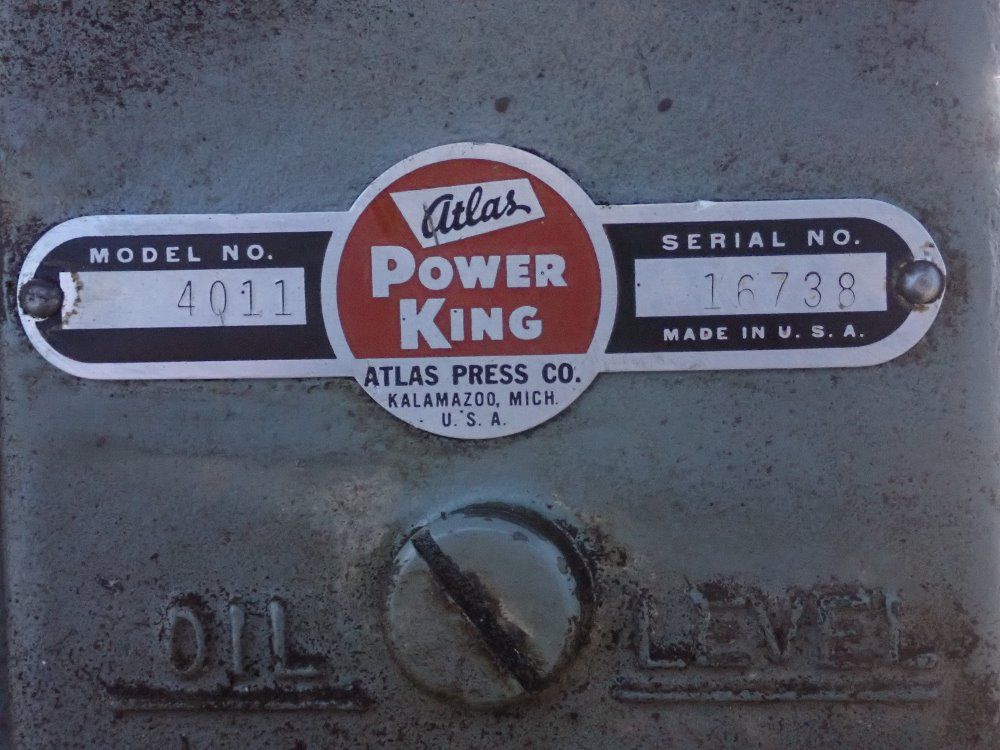 MODEL NO.
4011
Atlas
POWER
KING
ATLAS PRESS CO.
KALAMAZOO, MICH.
U. S. A.
SERIAL NO.
16738
MADE IN U. S. A.
OIL LEVEL